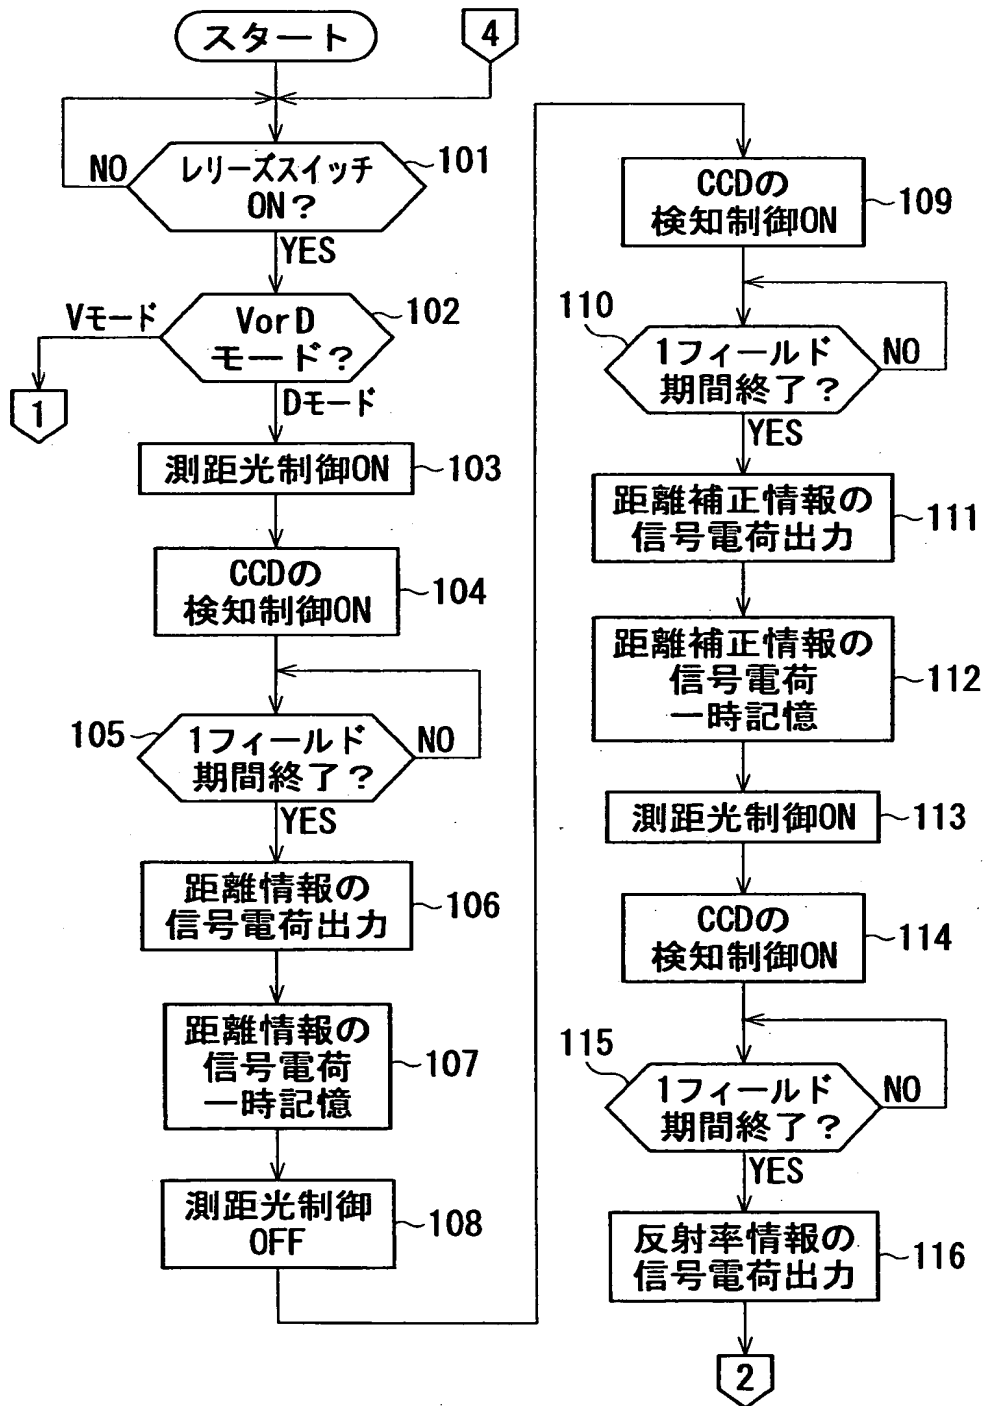 スタート
4
レリーズスイッチ
ON？
101
NO
YES
VorD
モード？
102
Vモード
1
Dモード
測距光制御ON
103
CCDの
検知制御ON
104
105
1フィールド
期間終了？
NO
YES
距離情報の
信号電荷出力
106
距離情報の
信号電荷
一時記憶
107
測距光制御
OFF
108
CCDの
検知制御ON
109
110
1フィールド
期間終了？
NO
YES
距離補正情報の
信号電荷出力
111
距離補正情報の
信号電荷
一時記憶
112
測距光制御ON
113
CCDの
検知制御ON
114
115
1フィールド
期間終了？
NO
YES
反射率情報の
信号電荷出力
116
2